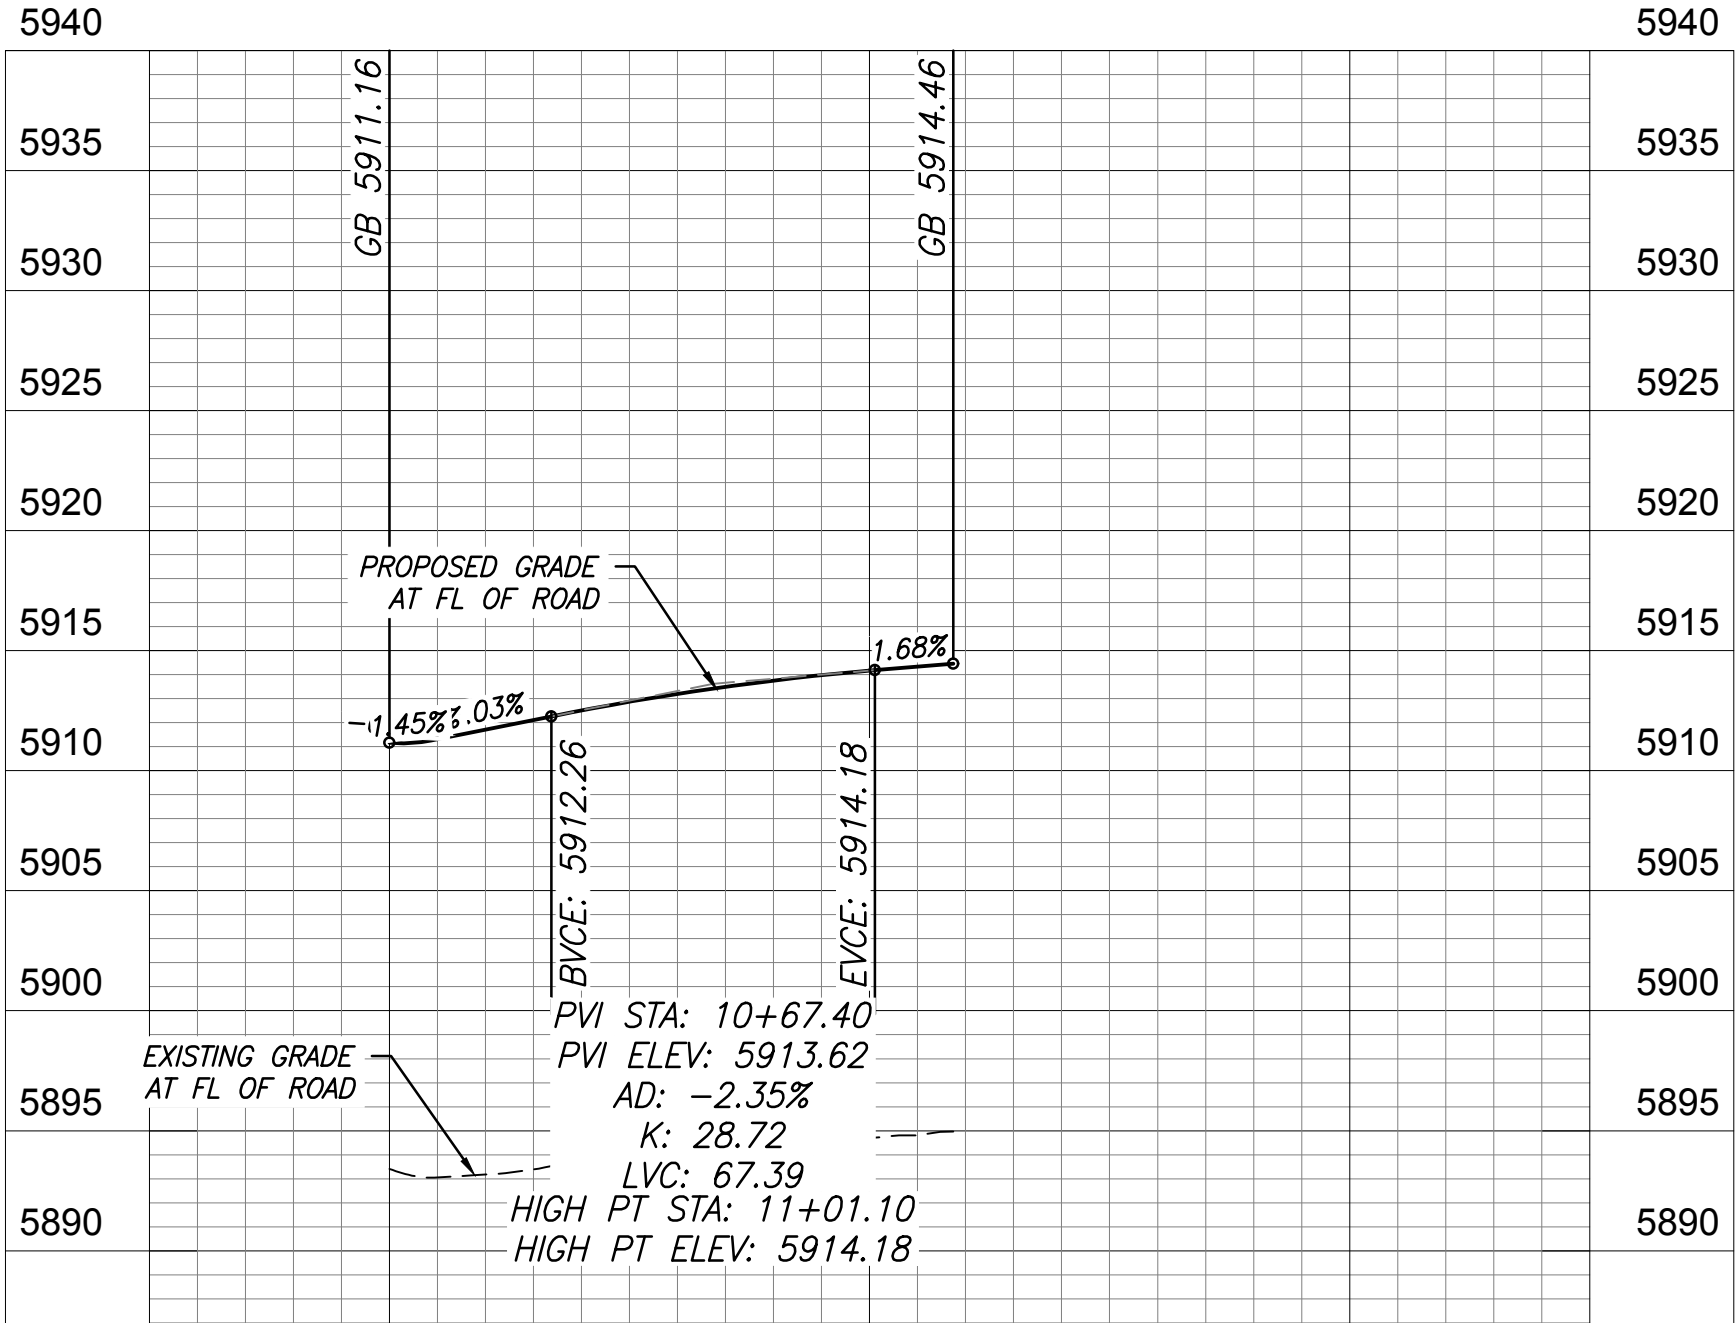 5940 5940
GB 5911.16
GB 5914.46
5935 5935
5930 5930
5925 5925
5920 5920
PROPOSED GRADE
AT FL OF ROAD
5915 5915
1.68%
.03%
-1.45%
5910 5910
BVCE: 5912.26
EVCE: 5914.18
5905 5905
5900 5900
PVI STA: 10+67.40
PVI ELEV: 5913.62
AD: -2.35%
K: 28.72
LVC: 67.39
HIGH PT STA: 11+01.10
HIGH PT ELEV: 5914.18
EXISTING GRADE
AT FL OF ROAD
5895 5895
5890 5890